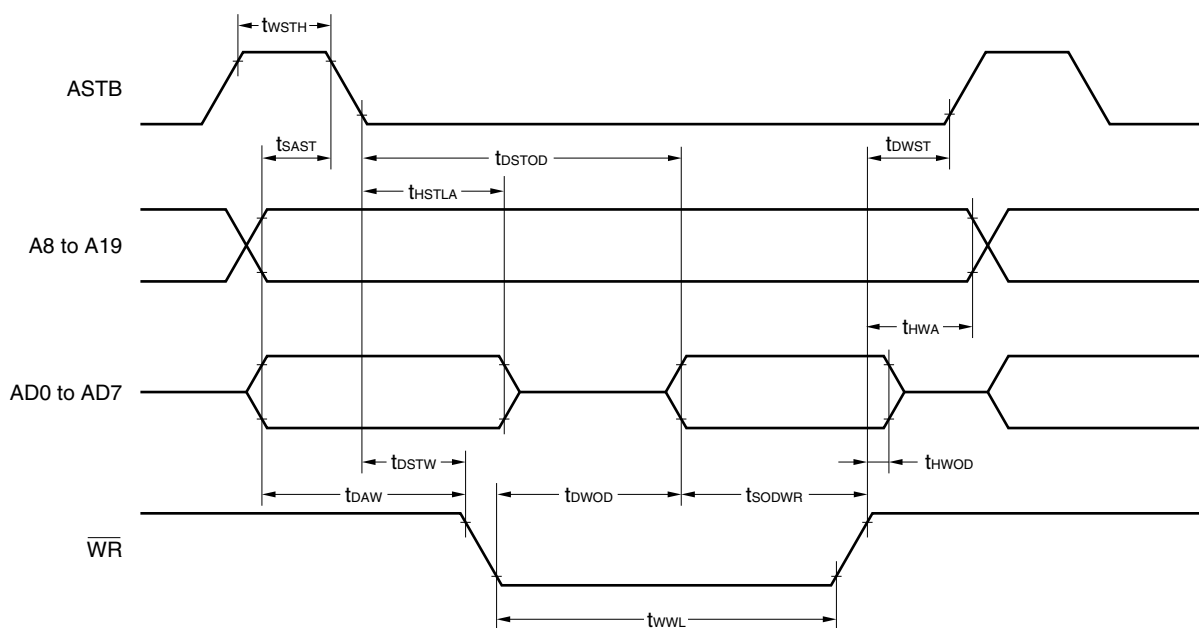 tWSTH
ASTB
tSAST
tDSTOD
tDWST
tHSTLA
A8 to A19
tHWA
AD0 to AD7
tDSTW
tHWOD
tDAW
tDWOD
tSODWR
WR
tWWL